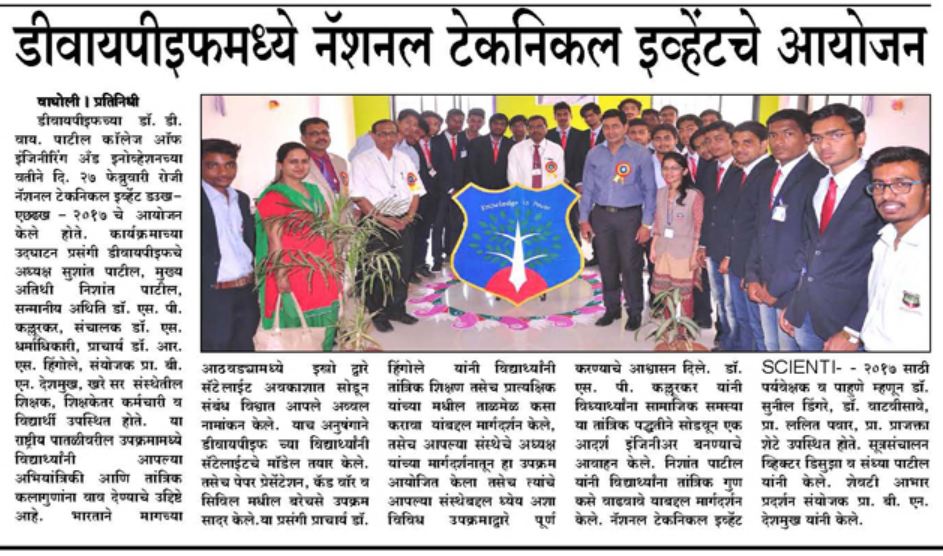 डीवायपीइफमध्ये नॅशनल टेकनिकल इव्हेंटचे आयोजन
वाघोली । प्रतिनिधी
डीवायपीइफच्या डॉ. डी.
वाय. पाटील कॉलेज ऑफ
इंजिनीरिंग अँड इनोव्हेशनच्या
वतीने दि. २७ फेब्रुवारी रोजी
नॅशनल टेकनिकल इव्हेंट डउख-
एछढख - २०१७ चे आयोजन
केले होते. कार्यक्रमाच्या
उदघाटन प्रसंगी डीवायपीइफचे
अध्यक्ष सुशांत पाटील, मुख्य
अतिथी निशांत पाटील,
सन्मानीय अथिति डॉ. एस. पी.
कल्लूरकर, संचालक डॉ. एस.
धर्माधिकारी, प्राचार्य डॉ. आर.
एस. हिंगोले, संयोजक प्रा. बी.
एन. देशमुख, खरे सर संस्थेतील
शिक्षक, शिक्षकेतर कर्मचारी व
विद्यार्थी उपस्थित होते. या
राष्ट्रीय पातळीवरील उपक्रमामध्ये
विद्यार्थ्यांनी आपल्या
अभियांत्रिकी आणि तांत्रिक
कलागुणांना वाव देण्याचे उद्दिष्टे
आहे. भारताने मागच्या
Knowledge is Power
आठवड्यामध्ये इस्रो द्वारे
सॅटेलाईट अवकाशात सोडून
संबंध विश्वात आपले अव्वल
नामांकन केले. याच अनुषंगाने
डीवायपीइफ च्या विद्यार्थ्यांनी
सॅटेलाईटचे मॉडेल तयार केले.
तसेच पेपर प्रेसेंटेशन, कॅड वॉर व
सिविल मधील बरेचसे उपक्रम
सादर केले.या प्रसंगी प्राचार्य डॉ.
हिंगोले यांनी विद्यार्थ्यांनी
तांत्रिक शिक्षण तसेच प्रात्यक्षिक
यांच्या मधील ताळमेळ कसा
करावा यांबद्दल मार्गदर्शन केले,
तसेच आपल्या संस्थेचे अध्यक्ष
यांच्या मार्गदर्शनातून हा उपक्रम
आयोजित केला तसेच त्यांचे
आपल्या संस्थेबद्दल ध्येय अशा
विविध उपक्रमाद्वारे पूर्ण
करण्याचे आश्वासन दिले. डॉ.
एस. पी. कल्लूरकर यांनी
विध्यार्थ्यांना सामाजिक समस्या
या तांत्रिक पद्धतीने सोडवून एक
आदर्श इंजिनीअर बनण्याचे
आवाहन केले. निशांत पाटील
यांनी विद्यार्थ्यांना तांत्रिक गुण
कसे वाढवावे याबद्दल मार्गदर्शन
केले. नॅशनल टेकनिकल इव्हेंट
SCIENTI- - २०१७ साठी
पर्यवेक्षक व पाहुणे म्हणून डॉ.
सुनील डिंगरे, डॉ. वाटवीसावे,
प्रा. ललित पवार, प्रा. प्राजक्ता
शेटे उपस्थित होते. सूत्रसंचालन
व्हिक्टर डिसुझा व संध्या पाटील
यांनी केले. शेवटी आभार
प्रदर्शन संयोजक प्रा. बी. एन.
देशमुख यांनी केले.